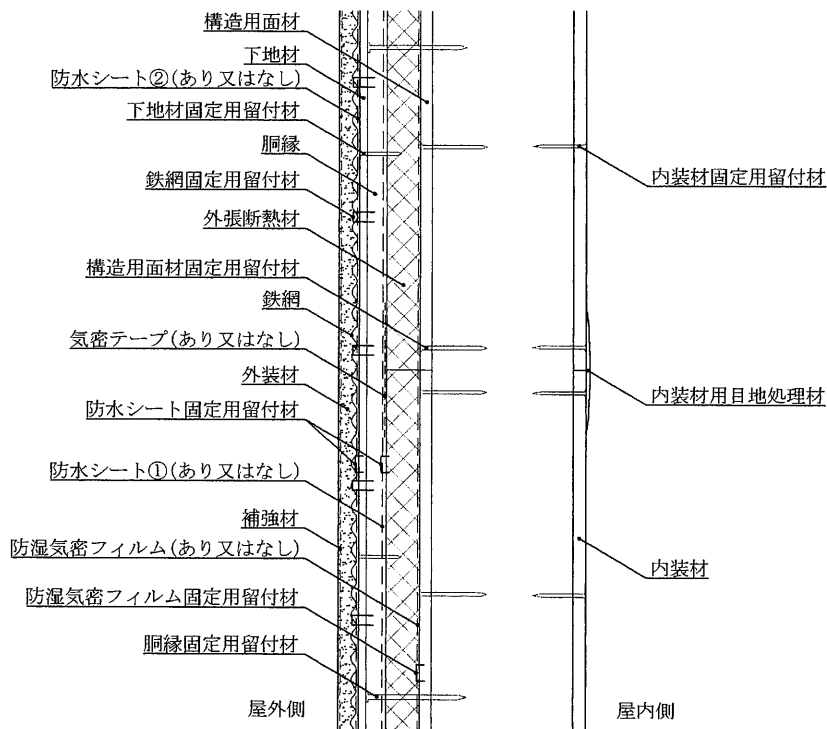 構造用面材
下地材
防水シート②(あり又はなし)
下地材固定用留付材
胴縁
鉄網固定用留付材
外張断熱材
構造用面材固定用留付材
鉄網
気密テープ(あり又はなし)
外装材
防水シート固定用留付材
防水シート①(あり又はなし)
補強材
防湿気密フィルム(あり又はなし)
防湿気密フィルム固定用留付材
胴縁固定用留付材
屋外側
内装材固定用留付材
内装材用目地処理材
内装材
屋内側